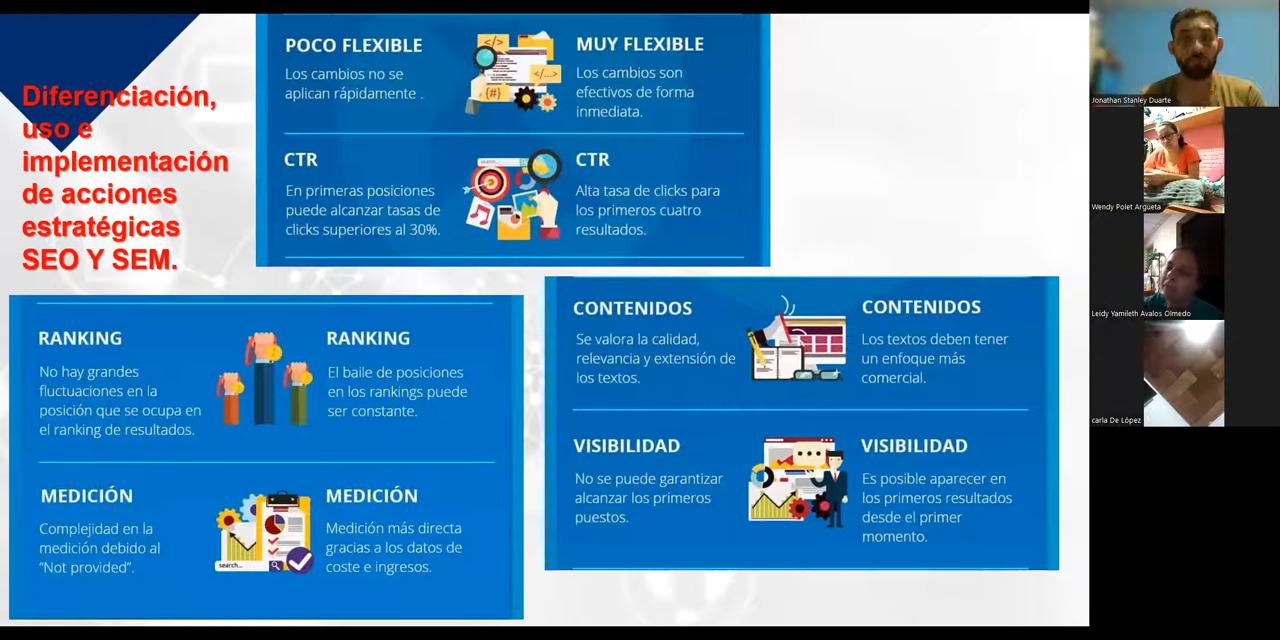 Diferenciación,
uso e
implementación
de acciones
estratégicas
SEO Y SEM.
POCO FLEXIBLE
Los cambios no se
aplican rápidamente .
MUY FLEXIBLE
Los cambios son
efectivos de forma
inmediata.
CTR
En primeras posiciones
puede alcanzar tasas de
clicks superiores al 30%.
CTR
Alta tasa de clicks para
los primeros cuatro
resultados.
RANKING
No hay grandes
fluctuaciones en la
posición que se ocupa en
el ranking de resultados.
RANKING
El baile de posiciones
en los rankings puede
ser constante.
MEDICIÓN
Complejidad en la
medición debido al
“Not provided”.
MEDICIÓN
Medición más directa
gracias a los datos de
coste e ingresos.
CONTENIDOS
Se valora la calidad,
relevancia y extensión de
los textos.
CONTENIDOS
Los textos deben tener
un enfoque más
comercial.
VISIBILIDAD
No se puede garantizar
alcanzar los primeros
puestos.
VISIBILIDAD
Es posible aparecer en
los primeros resultados
desde el primer
momento.
</>
</...>
(#)
search...
search...
Jonathan Stanley Duarte
Wendy Polet Argueta
Leidy Yamileth Avalos Olmedo
carla De López